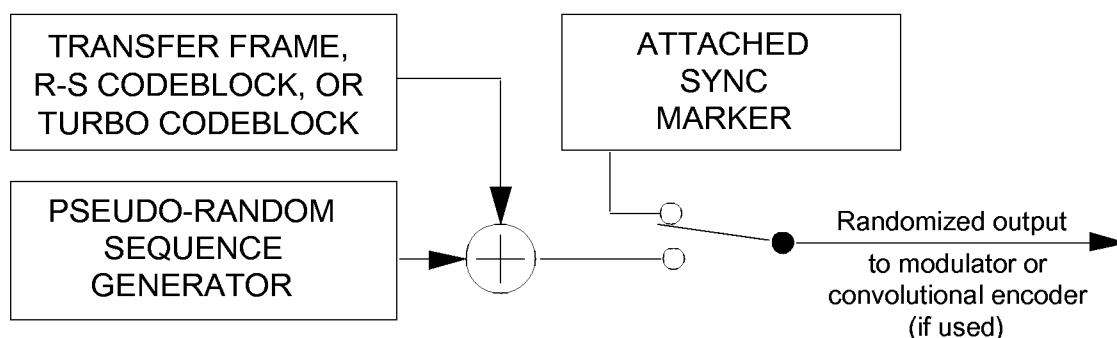 TRANSFER FRAME,
R-S CODEBLOCK, OR
TURBO CODEBLOCK
ATTACHED
SYNC
MARKER
PSEUDO-RANDOM
SEQUENCE
GENERATOR
Randomized output
to modulator or
convolutional encoder
(if used)